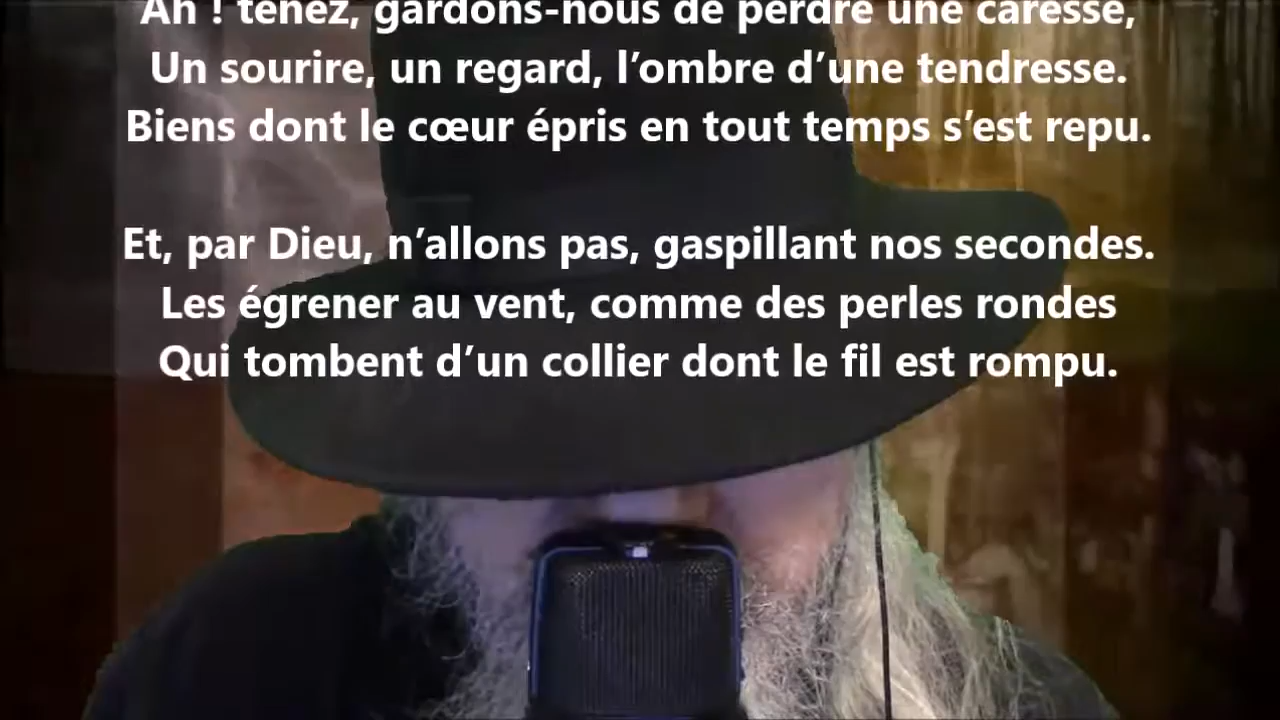 Ah ! tenez, gardons-nous de perdre une caresse,
Un sourire, un regard, l’ombre d’une tendresse.
Biens dont le cœur épris en tout temps s’est repu.
Et, par Dieu, n’allons pas, gaspillant nos secondes.
Les égrener au vent, comme des perles rondes
Qui tombent d’un collier dont le fil est rompu.